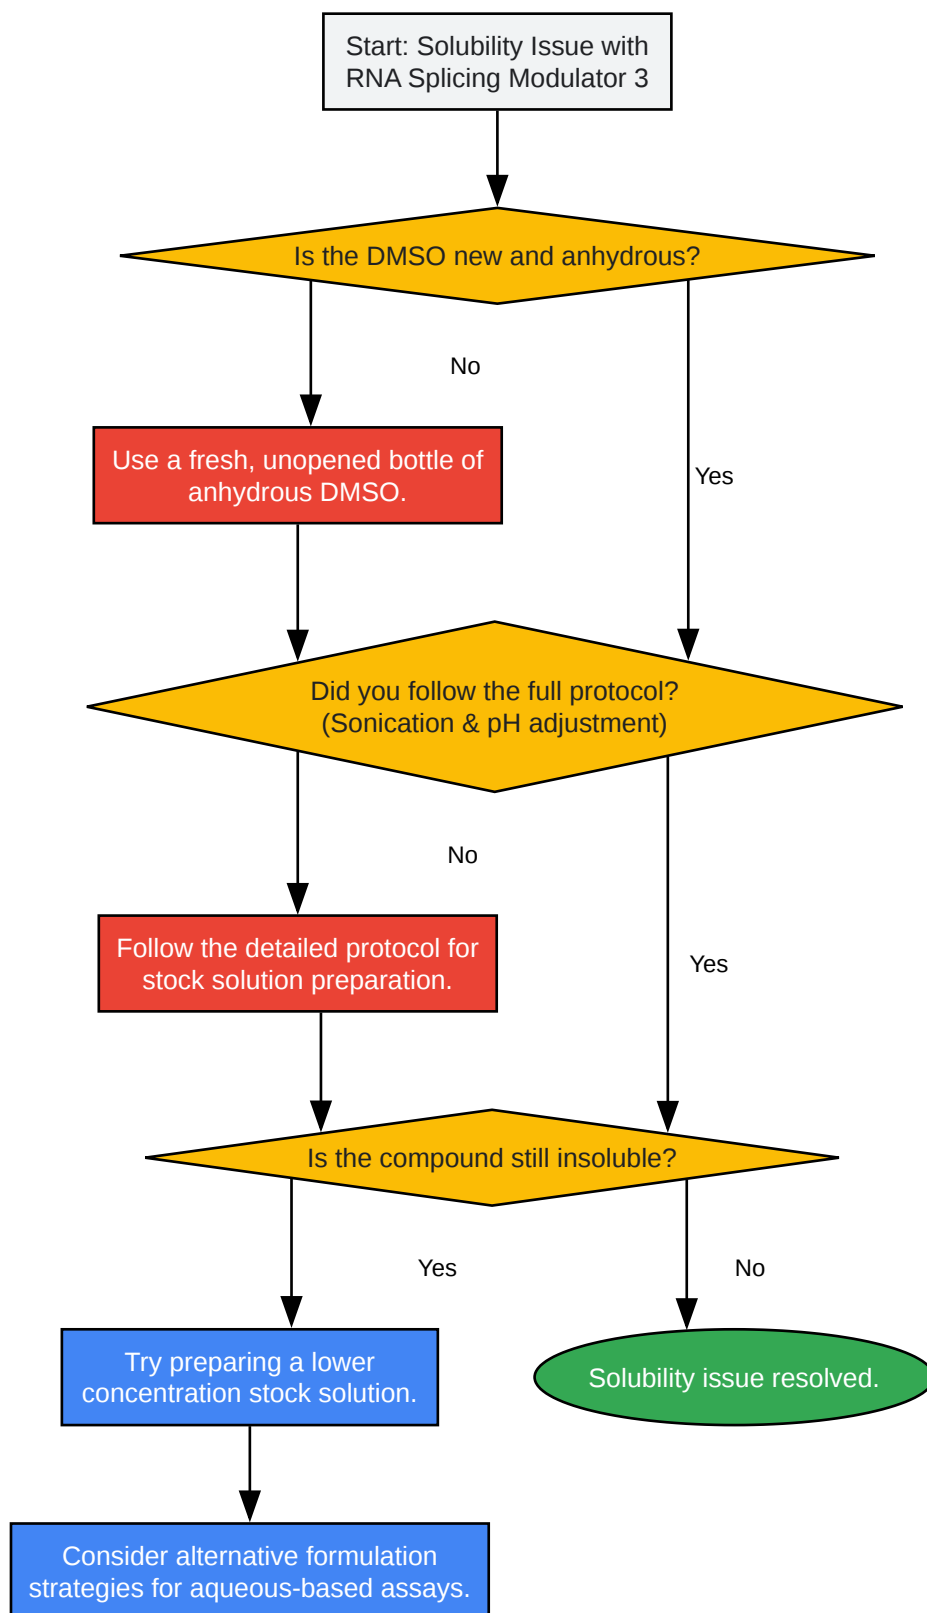 Start: Solubility Issue with
RNA Splicing Modulator 3
Is the DMSO new and anhydrous?
No
Use a fresh, unopened bottle of
anhydrous DMSO.
Yes
Did you follow the full protocol?
(Sonication & pH adjustment)
No
Follow the detailed protocol for
stock solution preparation.
Yes
Is the compound still insoluble?
Yes
No
Try preparing a lower
concentration stock solution.
Solubility issue resolved.
Consider alternative formulation
strategies for aqueous-based assays.